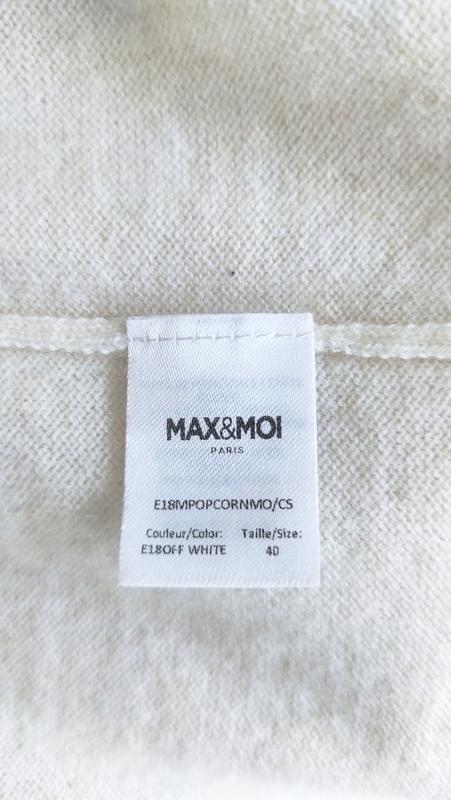 MAX&MOI
PARIS
E18MPOPCORNMO/CS
Couleur/Color: Taille/Size:
E18OFF WHITE 40